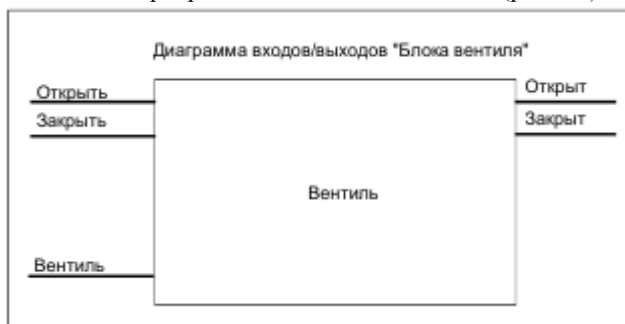 Диаграмма входов/выходов "Блока вентиля"
Открыть
Открыт
Закрыть
Закрыт
Вентиль
Вентиль